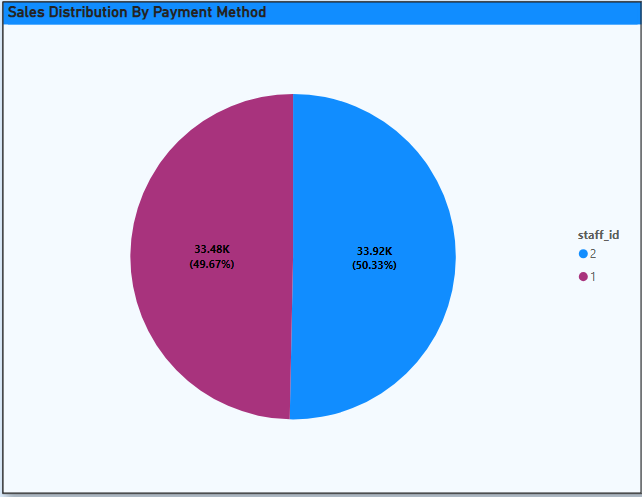 Sales Distribution By Payment Method
33.48K
(49.67%)
33.92K
(50.33%)
staff_id
2
1